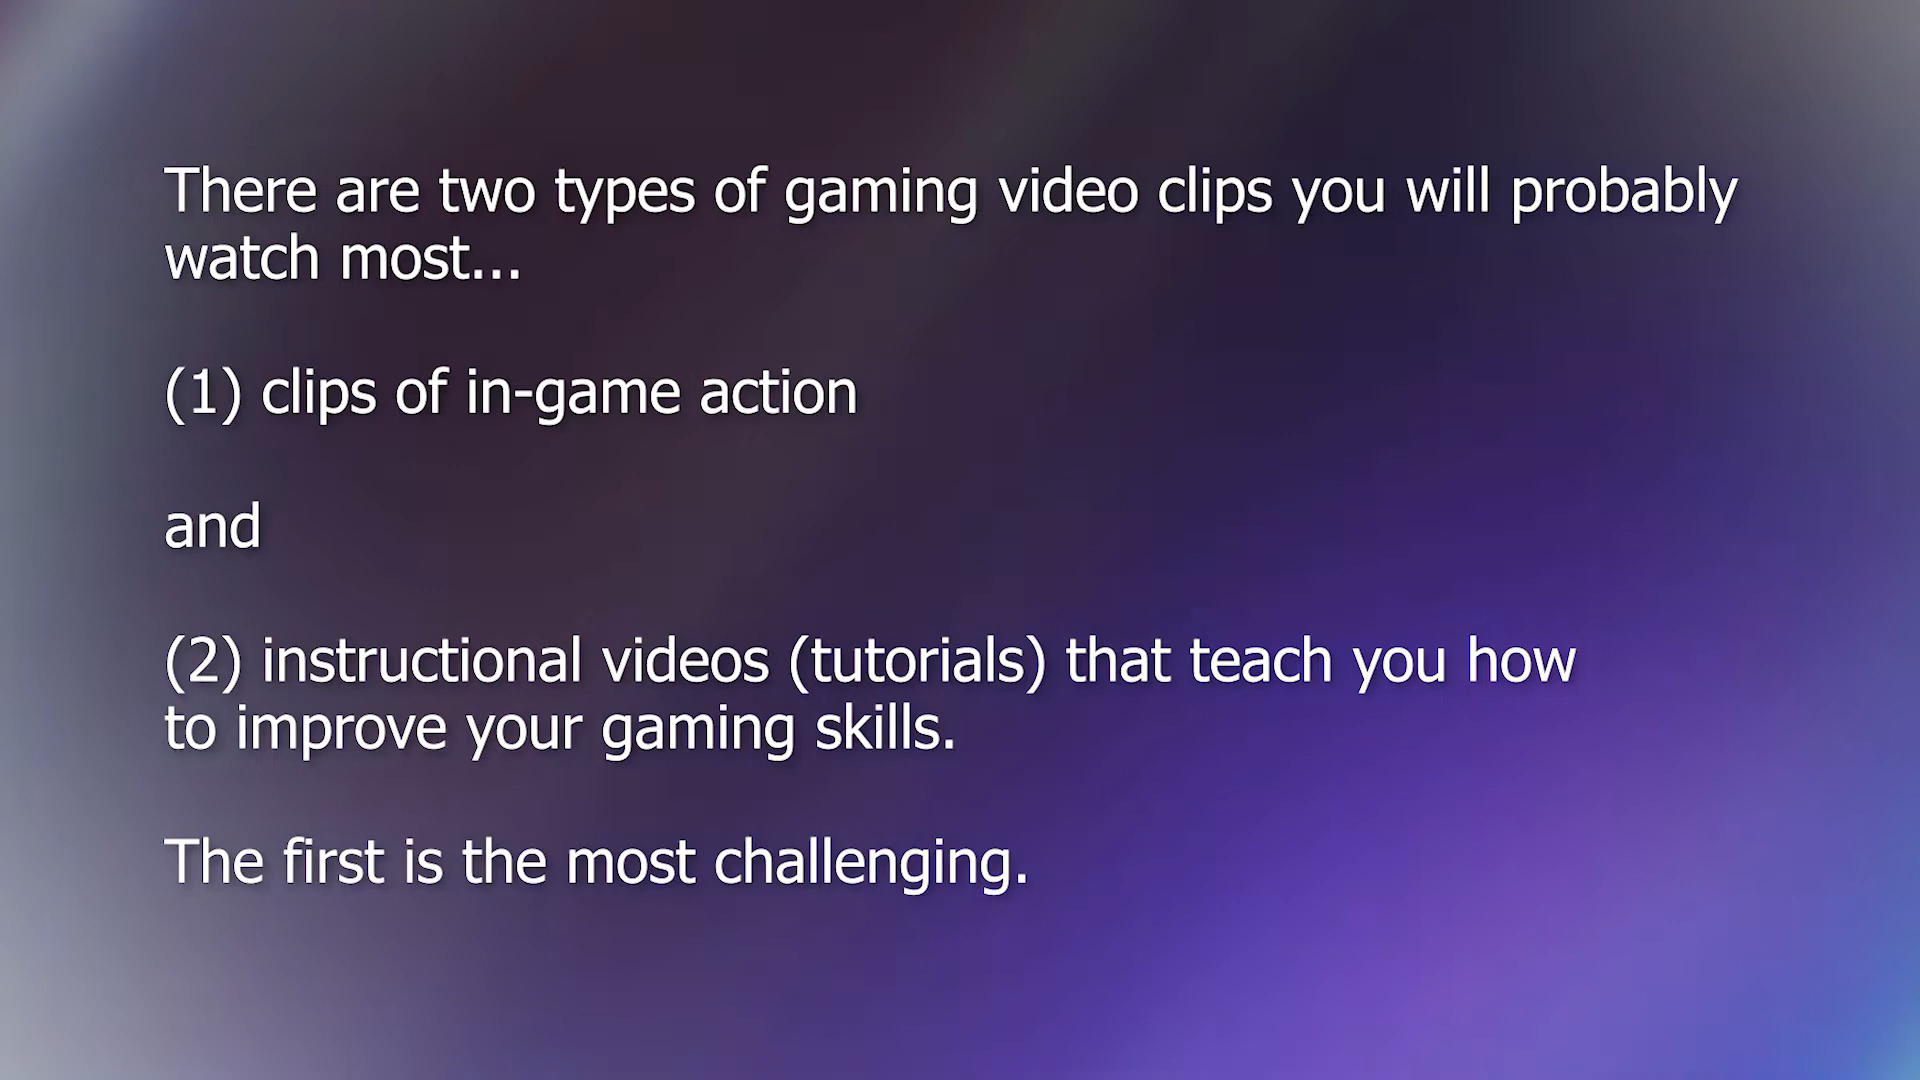 There are two types of gaming video clips you will probably
watch most...
(1) clips of in-game action
and
(2) instructional videos (tutorials) that teach you how
to improve your gaming skills.
The first is the most challenging.